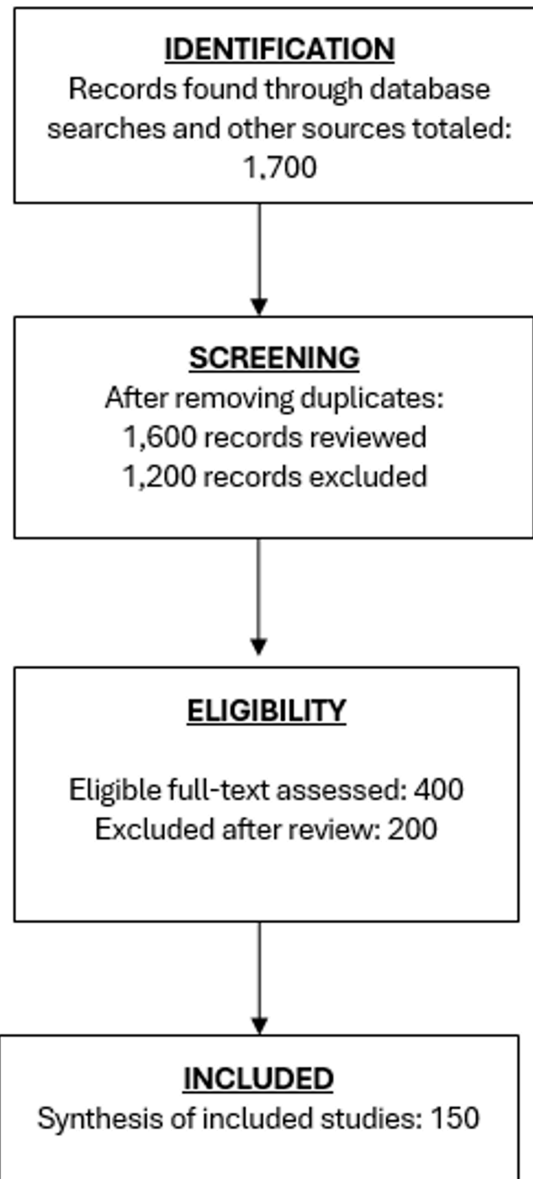 IDENTIFICATION
Records found through database
searches and other sources totaled:
1.700
SCREENING
After removing duplicates:
1,600 records reviewed
1,200 records excluded
ELIGIBILITY
Eligible full-text assessed: 400
Excluded after review: 200
INCLUDED
Synthesis of included studies: 150